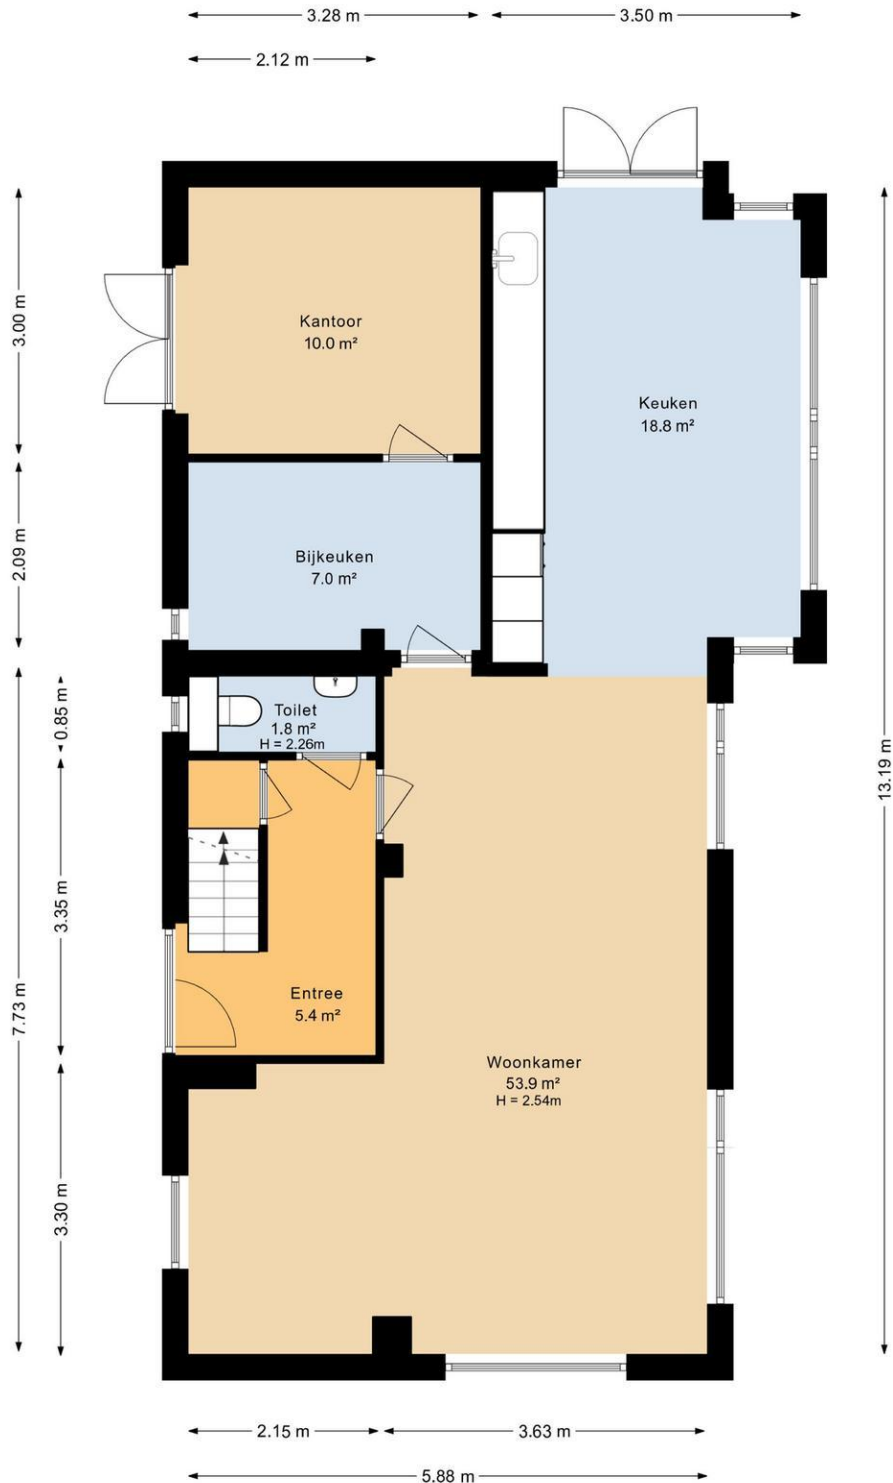 3.28 m
3.50 m
2.12 m
3.00 m
Kantoor
10.0 m²
Keuken
18.8 m²
2.09 m
Bijkeuken
7.0 m²
0.85 m
Toilet
1.8 m²
H = 2.26m
13.19 m
3.35 m
7.73 m
Entree
5.4 m²
Woonkamer
53.9 m²
H = 2.54m
3.30 m
2.15 m
3.63 m
5.88 m